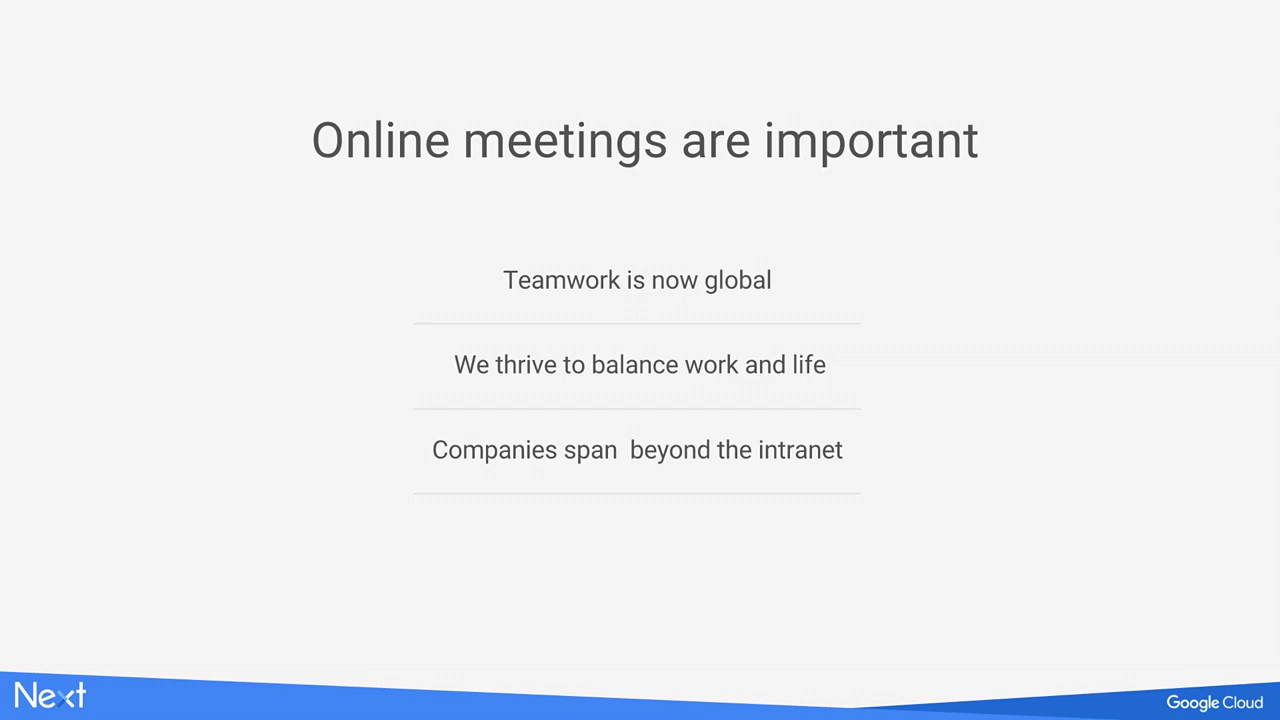 Online meetings are important
Teamwork is now global
We thrive to balance work and life
Companies span  beyond the intranet
Next
Google Cloud